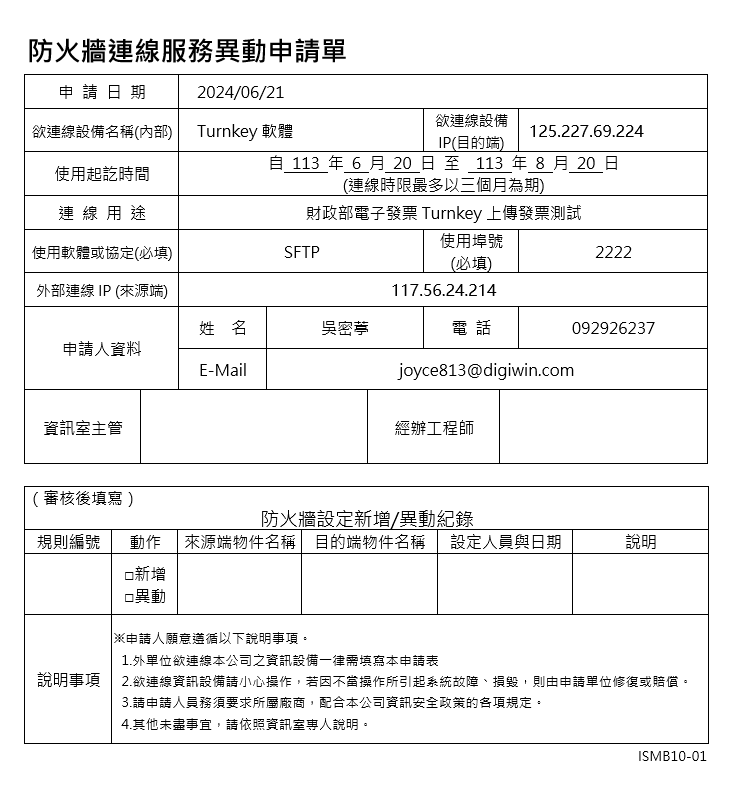 防火牆連線服務異動申請單
申 請 日 期 2024/06/21
欲連線設備名稱(內部) Turnkey 軟體 欲連線設備 IP(目的端) 125.227.69.224
使用起訖時間 自 113 年 6 月 20 日 至 113 年 8 月 20 日
(連線時限最多以三個月為期)
連 線 用 途 財政部電子發票 Turnkey 上傳發票測試
使用軟體或協定(必填) SFTP 使用埠號 (必填) 2222
外部連線 IP (來源端) 117.56.24.214
申請人資料 姓 名 吳密葶 電 話 092926237
E-Mail joyce813@digiwin.com
資訊室主管 經辦工程師
(審核後填寫)
防火牆設定新增/異動紀錄
規則編號 動作 來源端物件名稱 目的端物件名稱 設定人員與日期 說明
□新增
□異動
說明事項
※申請人願意遵循以下說明事項。
1.外單位欲連線本公司之資訊設備一律需填寫本申請表
2.欲連線資訊設備請小心操作，若因不當操作所引起系統故障、損毀，則由申請單位修復或賠償。
3.請申請人員務須要求所屬廠商，配合本公司資訊安全政策的各項規定。
4.其他未盡事宜，請依照資訊室專人說明。
ISMB10-01